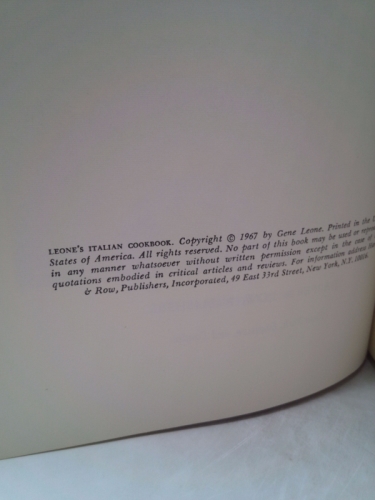 LEONE'S ITALIAN COOKBOOK. Copyright © 1967 by Gene Leone. Printed in the
States of America. All rights reserved. No part of this book may be used or
in any manner whatsoever without written permission except in the case of
quotations embodied in critical articles and reviews. For information address
& Row, Publishers, Incorporated, 49 East 33rd Street, New York, N.Y. 10016.